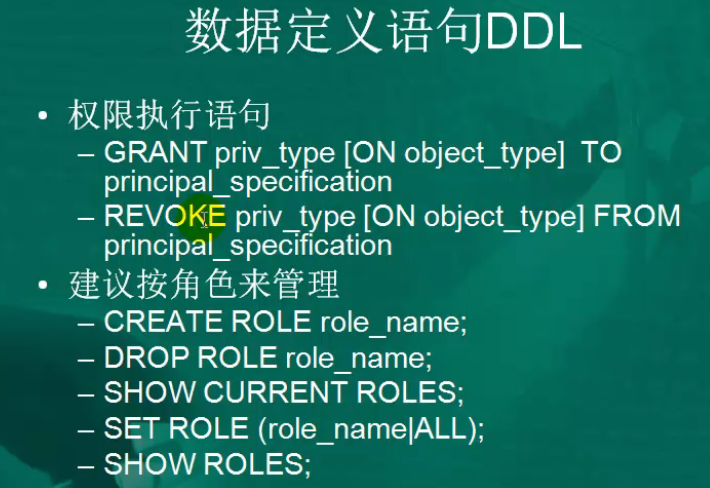 数据定义语句DDL
• 权限执行语句
– GRANT priv_type [ON object_type] TO
principal_specification
– REVOKE priv_type [ON object_type] FROM
principal_specification
• 建议按角色来管理
– CREATE ROLE role_name;
– DROP ROLE role_name;
– SHOW CURRENT ROLES;
– SET ROLE (role_name|ALL);
– SHOW ROLES;